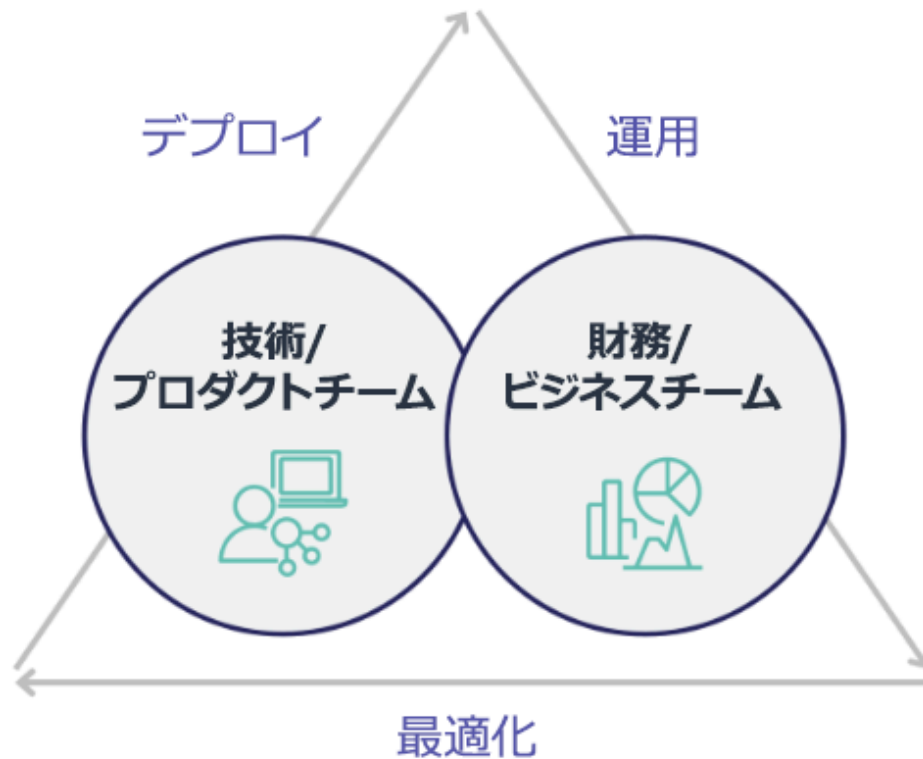 デプロイ
運用
技術/
プロダクトチーム
財務/
ビジネスチーム
最適化